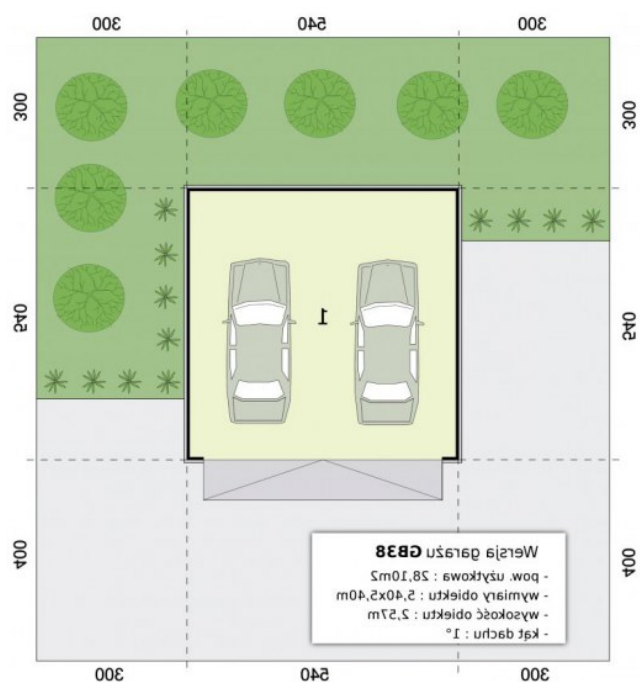 300 540 300
300 300
1
540 540
400 400
Wersja garażu GB38
- pow. użytkowa : 28,10m2
- wymiary obiektu : 5,40x5,40m
- wysokość obiektu : 2,57m
- kąt dachu : 1°
300 540 300